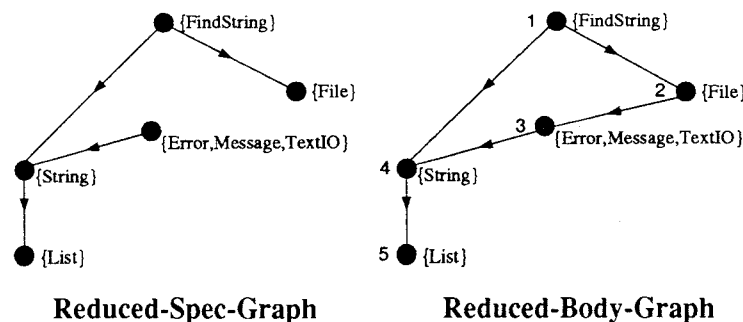 {FindString}
{File}
{Error,Message,TextIO}
{String}
{List}
Reduced-Spec-Graph
1 {FindString}
2 {File}
3 {Error,Message,TextIO}
4 {String}
5 {List}
Reduced-Body-Graph